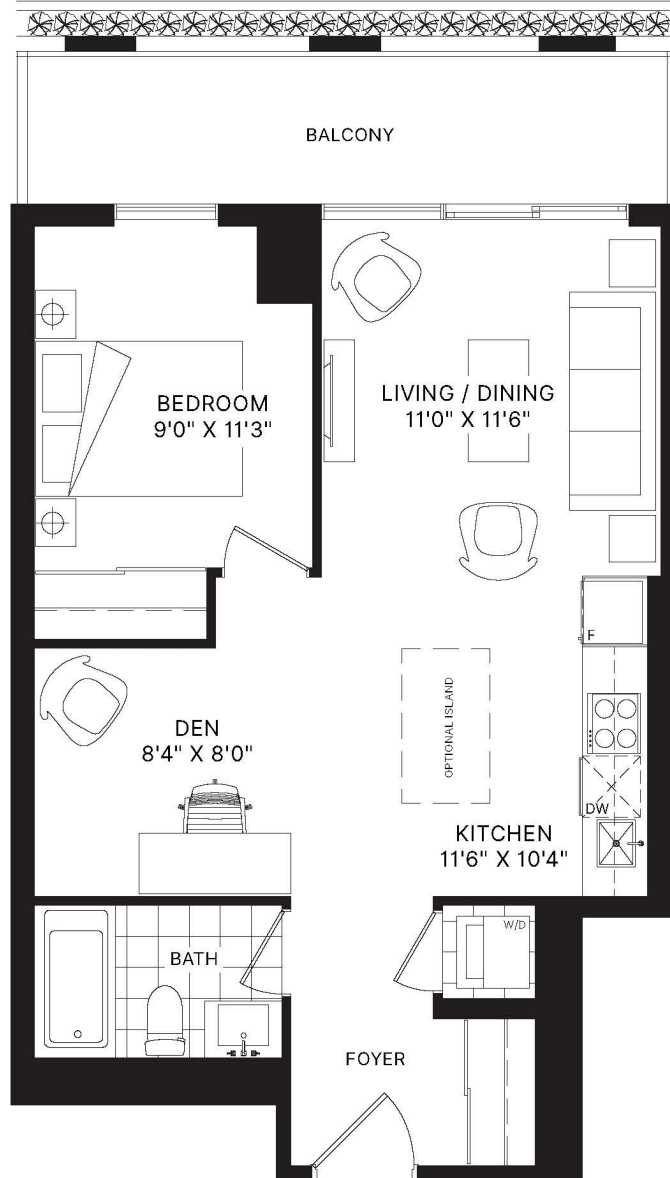 BALCONY
BEDROOM
9'0" X 11'3"
LIVING / DINING
11'0" X 11'6"
F
OPTIONAL ISLAND
DEN
8'4" X 8'0"
DW
KITCHEN
11'6" X 10'4"
W/D
BATH
FOYER